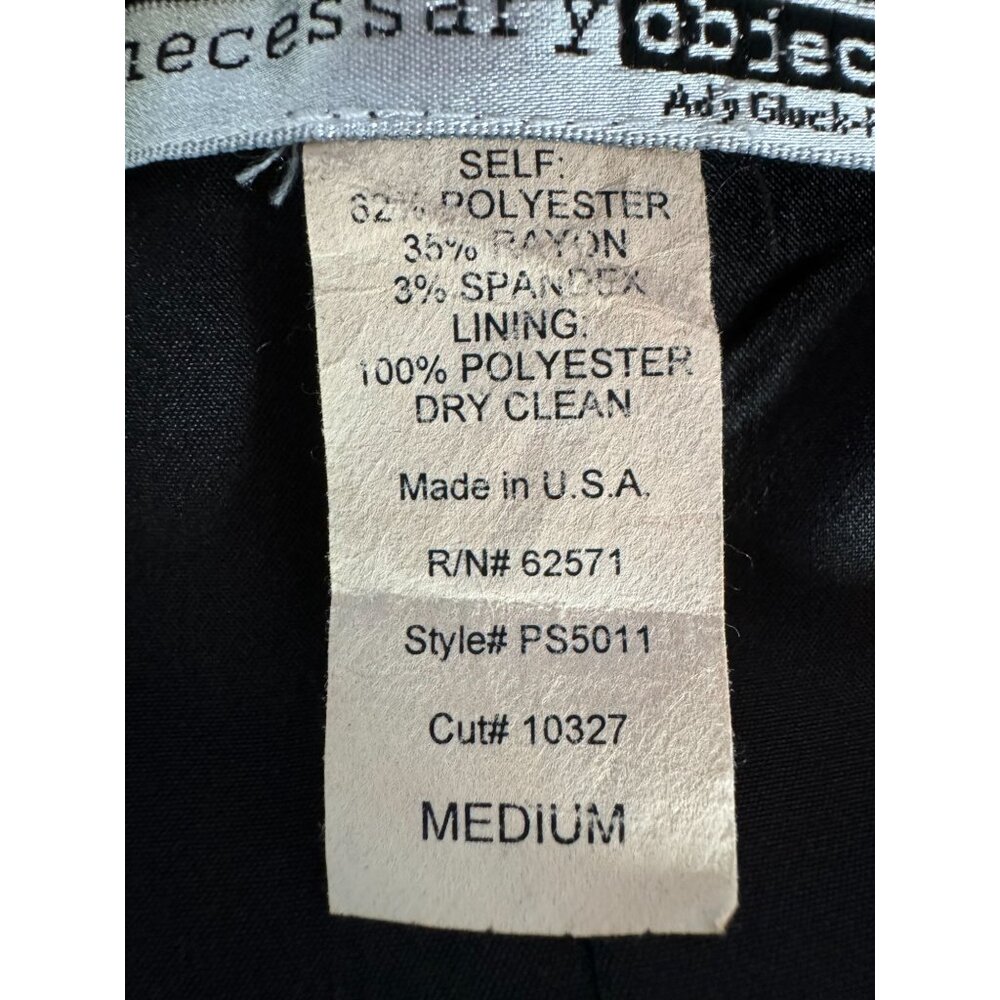 necessary objec
Ady Gluck-
SELF:
62% POLYESTER
35% RAYON
3% SPANDEX
LINING:
100% POLYESTER
DRY CLEAN
Made in U.S.A.
R/N# 62571
Style# PS5011
Cut# 10327
MEDIUM